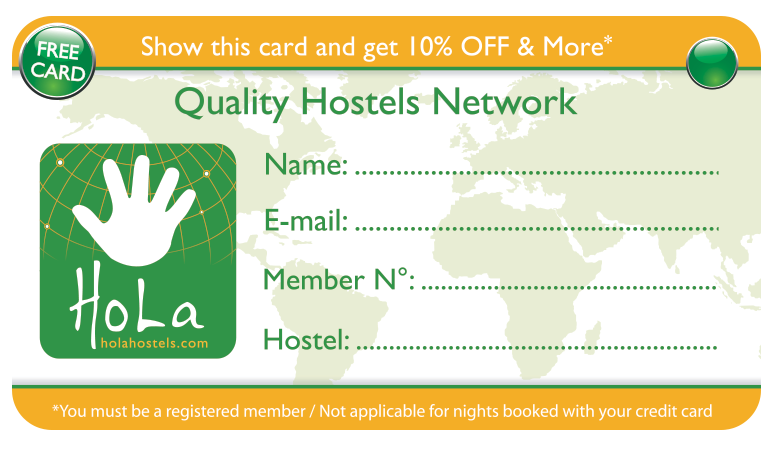 FREE
CARD
Show this card and get 10% OFF & More*
Quality Hostels Network
Name: ................................................................
E-mail: ................................................................
Member N°: ....................................................
Hostel: ................................................................
HoLa
holahostels.com
*You must be a registered member / Not applicable for nights booked with your credit card